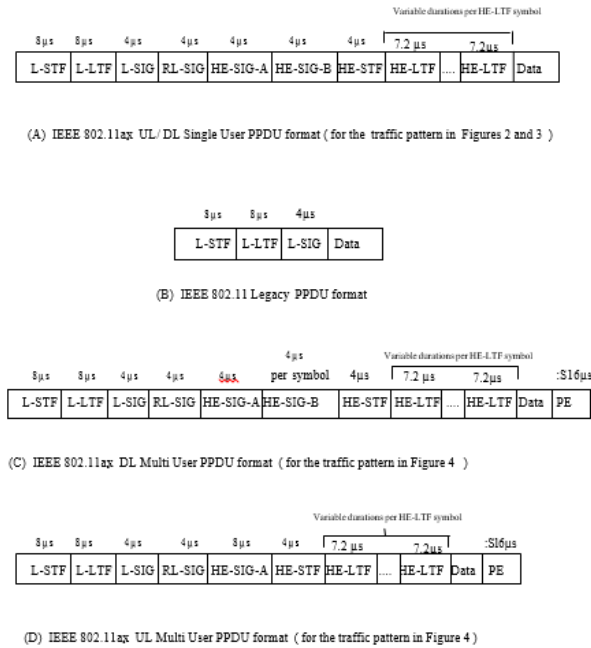 Variable durations per HE-LTF symbol
8µs 8µs 4µs 4µs 4µs 4µs 4µs 7.2 µs 7.2µs
L-STF L-LTF L-SIG RL-SIG HE-SIG-A HE-SIG-B HE-STF HE-LTF .... HE-LTF Data
(A) IEEE 802.11ax UL/ DL Single User PPDU format ( for the traffic pattern in Figures 2 and 3 )
8µs 8µs 4µs
L-STF L-LTF L-SIG Data
(B) IEEE 802.11 Legacy PPDU format
4µs
Variable durations per HE-LTF symbol
8µs 8µs 4µs 4µs 4µs per symbol 4µs 7.2 µs 7.2µs :S16µs
L-STF L-LTF L-SIG RL-SIG HE-SIG-A HE-SIG-B HE-STF HE-LTF .... HE-LTF Data PE
(C) IEEE 802.11ax DL Multi User PPDU format ( for the traffic pattern in Figure 4 )
Variable durations per HE-LTF symbol
8µs 8µs 4µs 4µs 8µs 4µs 7.2 µs 7.2µs :S16µs
L-STF L-LTF L-SIG RL-SIG HE-SIG-A HE-STF HE-LTF .... HE-LTF Data PE
(D) IEEE 802.11ax UL Multi User PPDU format ( for the traffic pattern in Figure 4 )